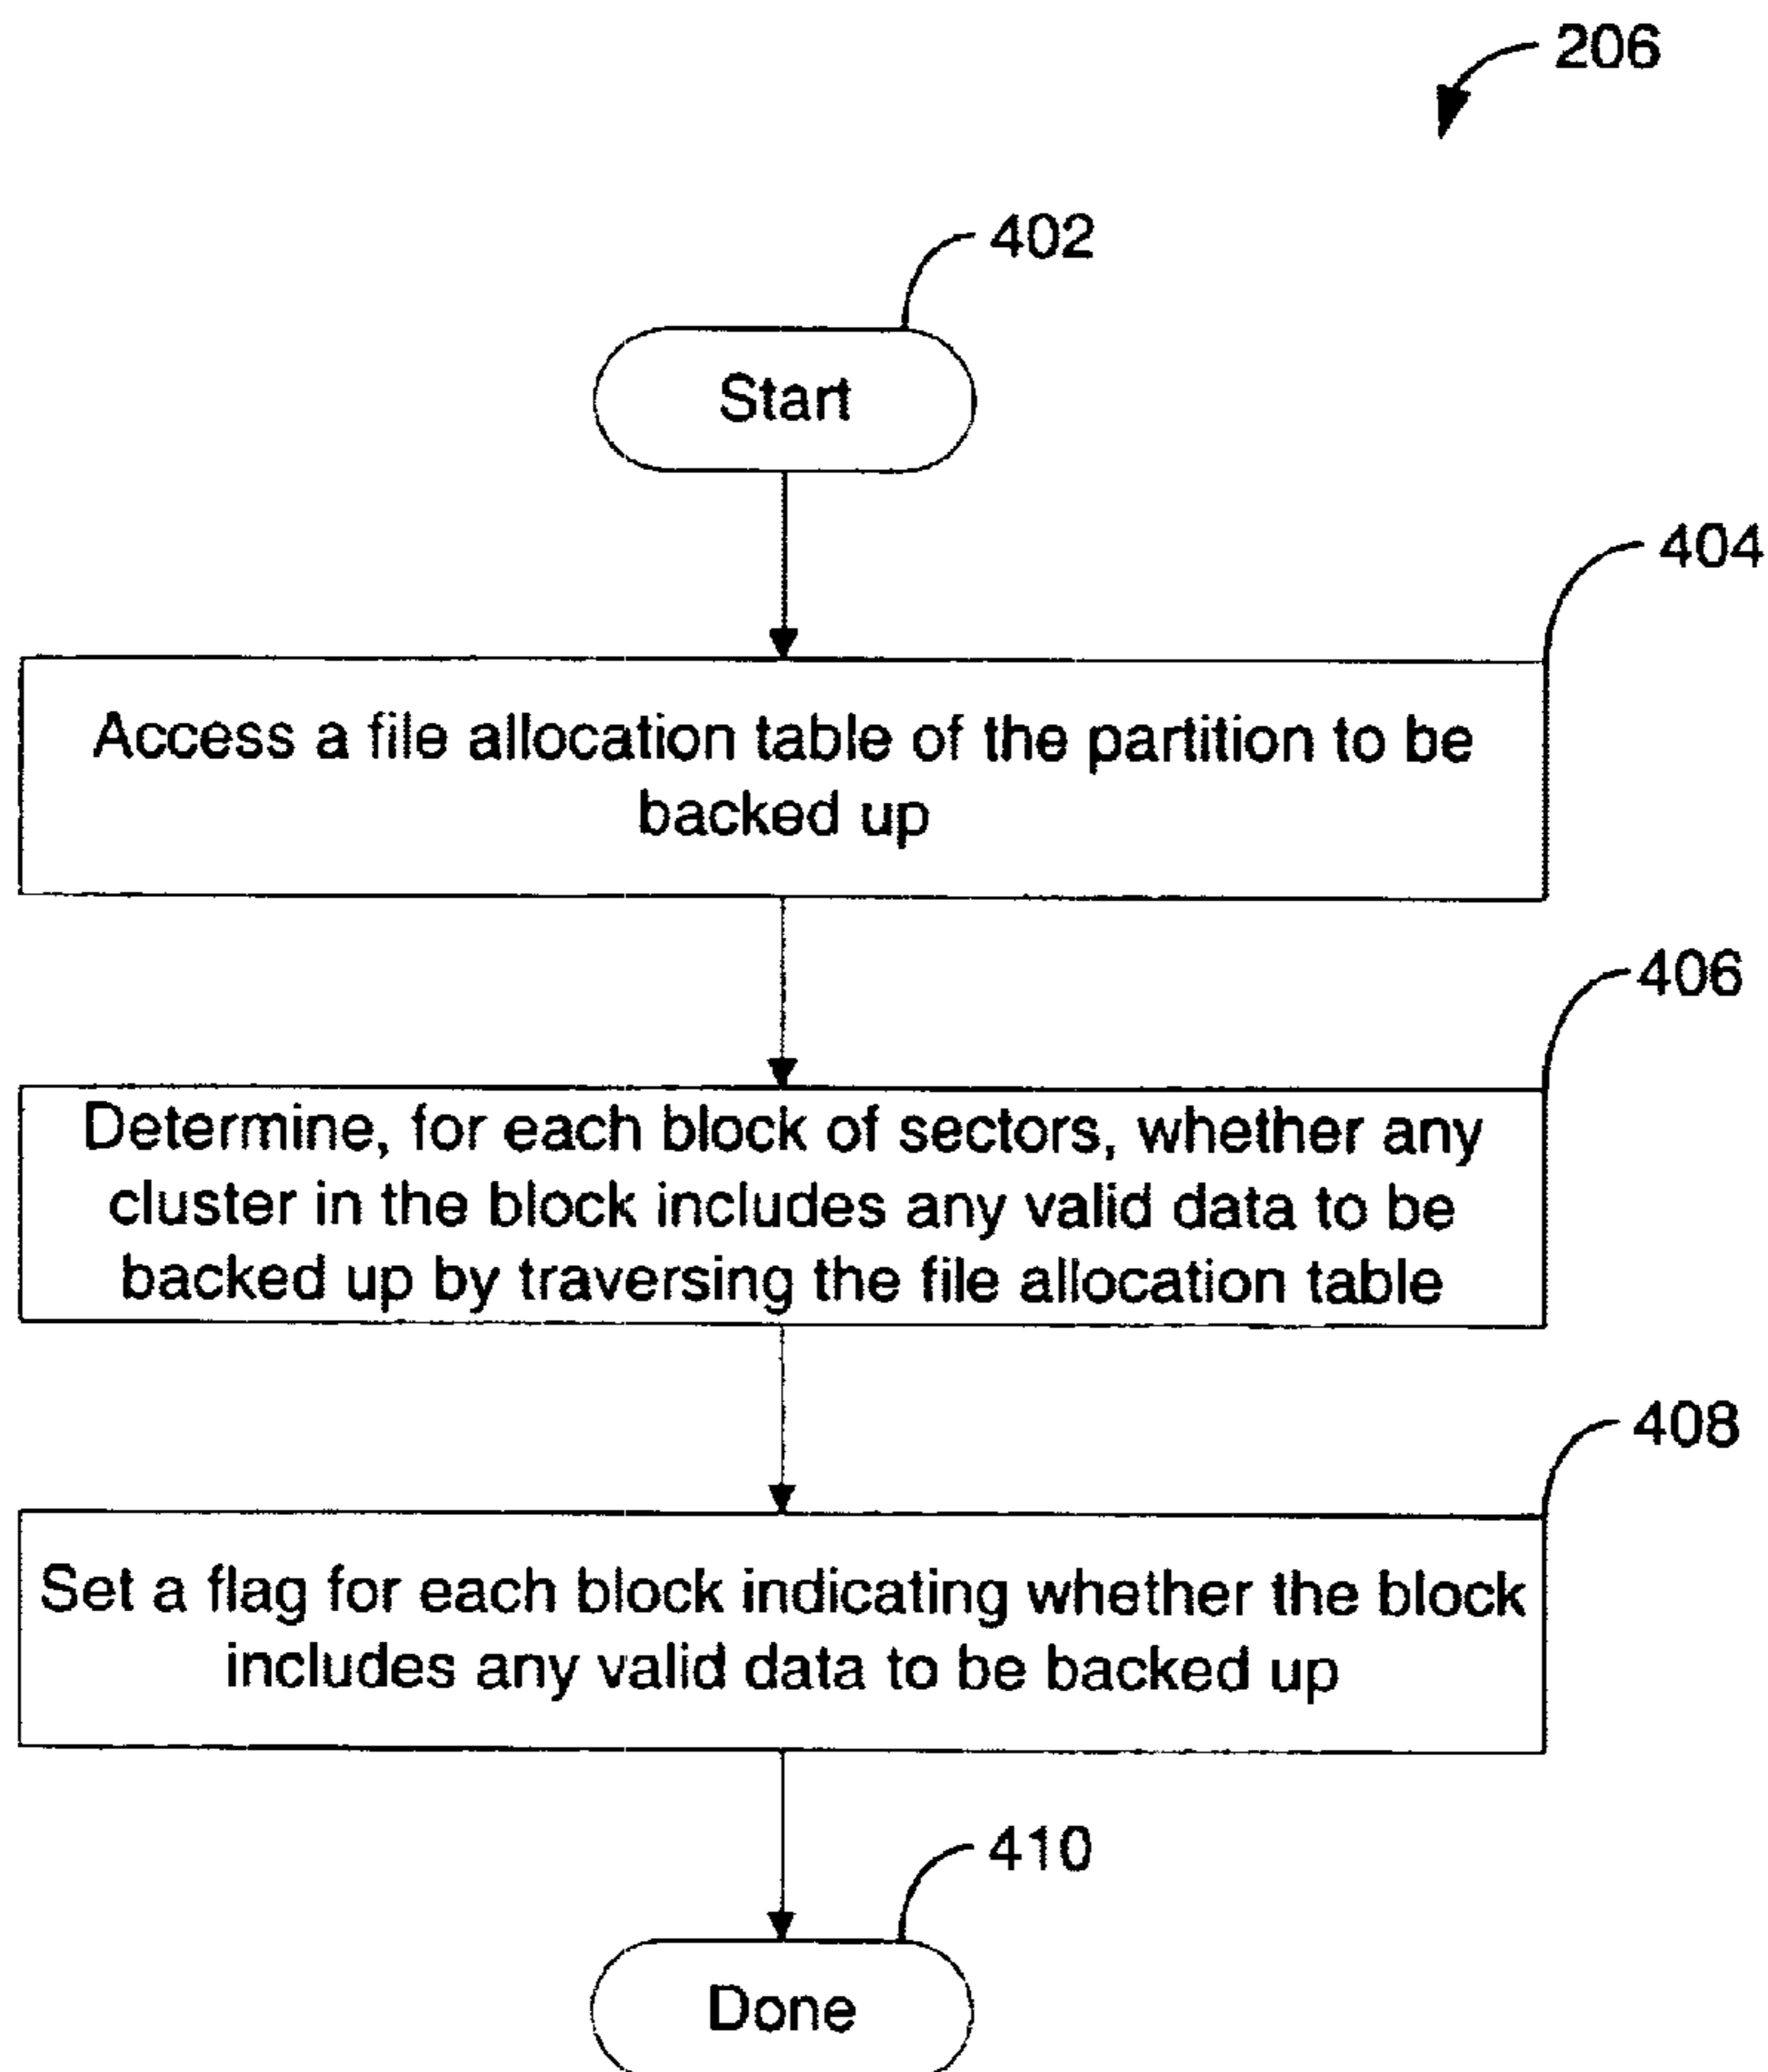 206
402
Start
404
Access a file allocation table of the partition to be
backed up
406
Determine, for each block of sectors, whether any
cluster in the block includes any valid data to be
backed up by traversing the file allocation table
408
Set a flag for each block indicating whether the block
includes any valid data to be backed up
410
Done